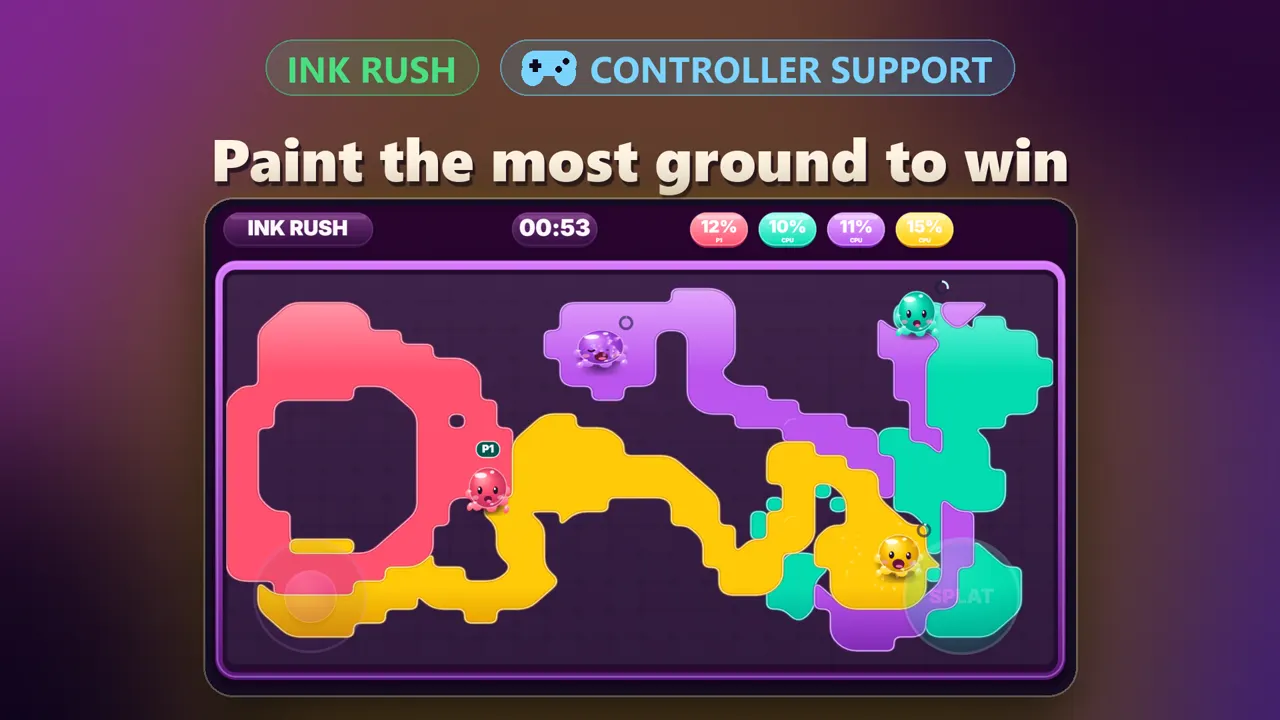 INK RUSH CONTROLLER SUPPORT
Paint the most ground to win
INK RUSH 00:53 12% 10% 11% 15%
P1 CPU CPU CPU
P1
SPLAT